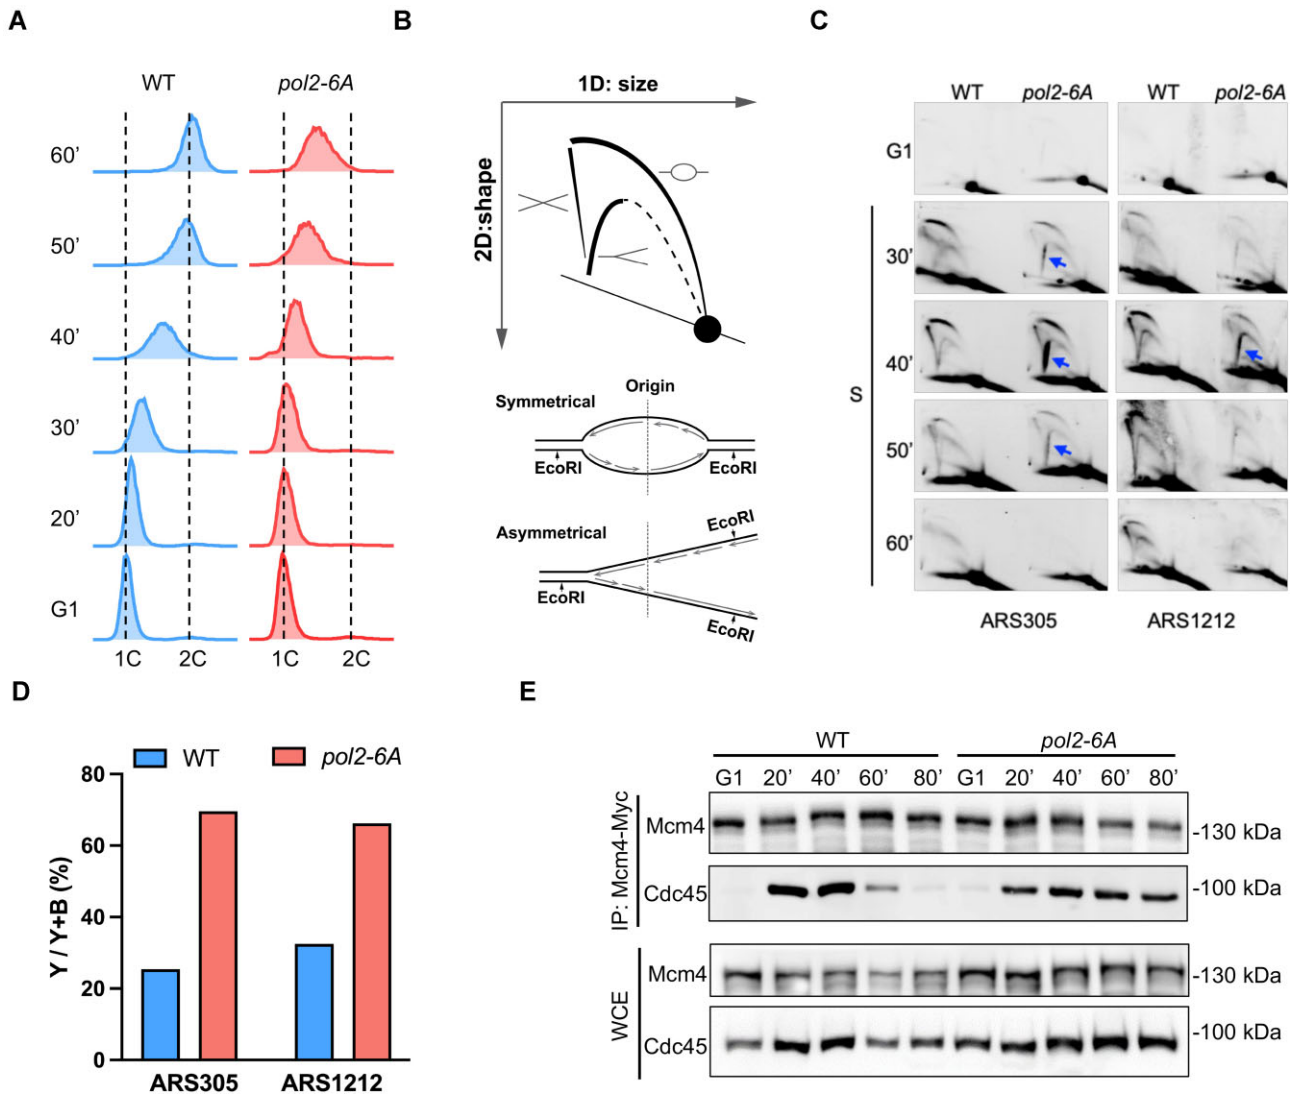 A
WT
pol2-6A
60’
50’
40’
30’
20’
G1
1C
2C
1C
2C
B
1D: size
2D:shape
Origin
Symmetrical
EcoRI
EcoRI
Asymmetrical
EcoRI
EcoRI
EcoRI
C
WT
pol2-6A
WT
pol2-6A
G1
S
30’
40’
50’
60’
ARS305
ARS1212
D
WT
pol2-6A
Y / Y+B (%)
80
60
40
20
0
ARS305
ARS1212
E
WT
pol2-6A
G1 20’ 40’ 60’ 80’ G1 20’ 40’ 60’ 80’
IP: Mcm4-Myc
Mcm4
-130 kDa
Cdc45
-100 kDa
WCE
Mcm4
-130 kDa
Cdc45
-100 kDa